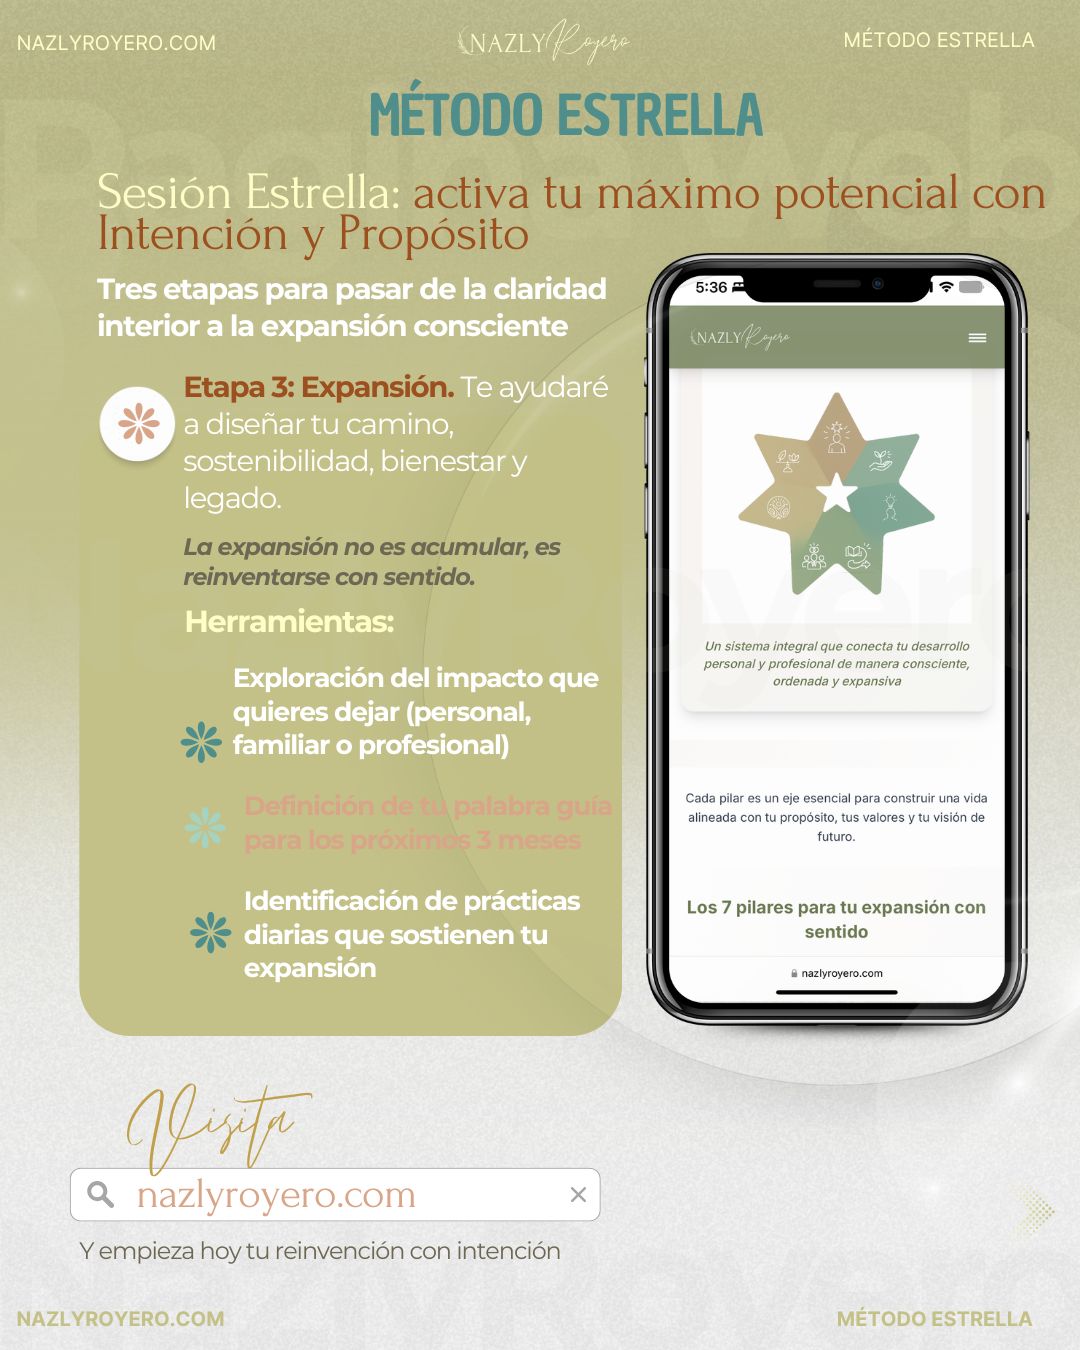 NAZLYROYERO.COM
NAZLY Royero
MÉTODO ESTRELLA
MÉTODO ESTRELLA
Sesión Estrella: activa tu máximo potencial con
Intención y Propósito
Tres etapas para pasar de la claridad
interior a la expansión consciente
Etapa 3: Expansión. Te ayudaré
a diseñar tu camino,
sostenibilidad, bienestar y
legado.
La expansión no es acumular, es
reinventarse con sentido.
Herramientas:
Exploración del impacto que
quieres dejar (personal,
familiar o profesional)
Definición de tu palabra guía
para los próximos 3 meses
Identificación de prácticas
diarias que sostienen tu
expansión
5:36
NAZLY Royero
Un sistema integral que conecta tu desarrollo
personal y profesional de manera consciente,
ordenada y expansiva
Cada pilar es un eje esencial para construir una vida
alineada con tu propósito, tus valores y tu visión de
futuro.
Los 7 pilares para tu expansión con
sentido
nazlyroyero.com
Visita
nazlyroyero.com
Y empieza hoy tu reinvención con intención
NAZLYROYERO.COM
MÉTODO ESTRELLA